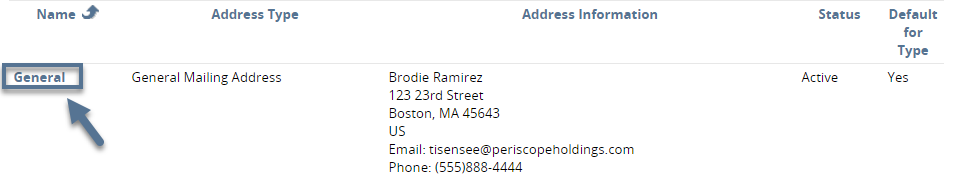 Name Address Type Address Information Status Default for Type
General General Mailing Address Brodie Ramirez Active Yes
123 23rd Street
Boston, MA 45643
US
Email: tisensee@periscopeholdings.com
Phone: (555)888-4444